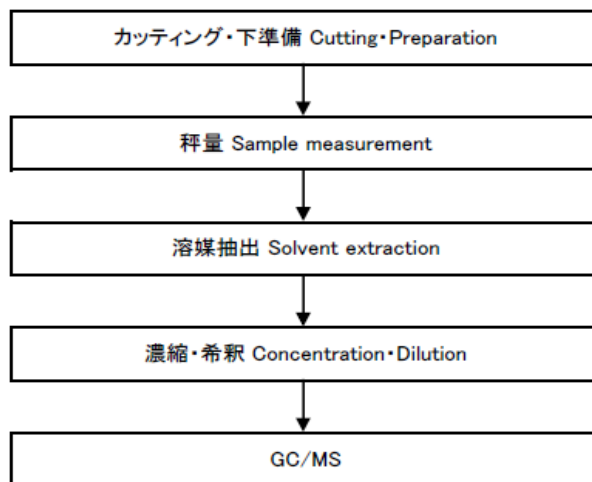 カッティング・下準備 Cutting・Preparation
秤量 Sample measurement
溶媒抽出 Solvent extraction
濃縮・希釈 Concentration・Dilution
GC/MS